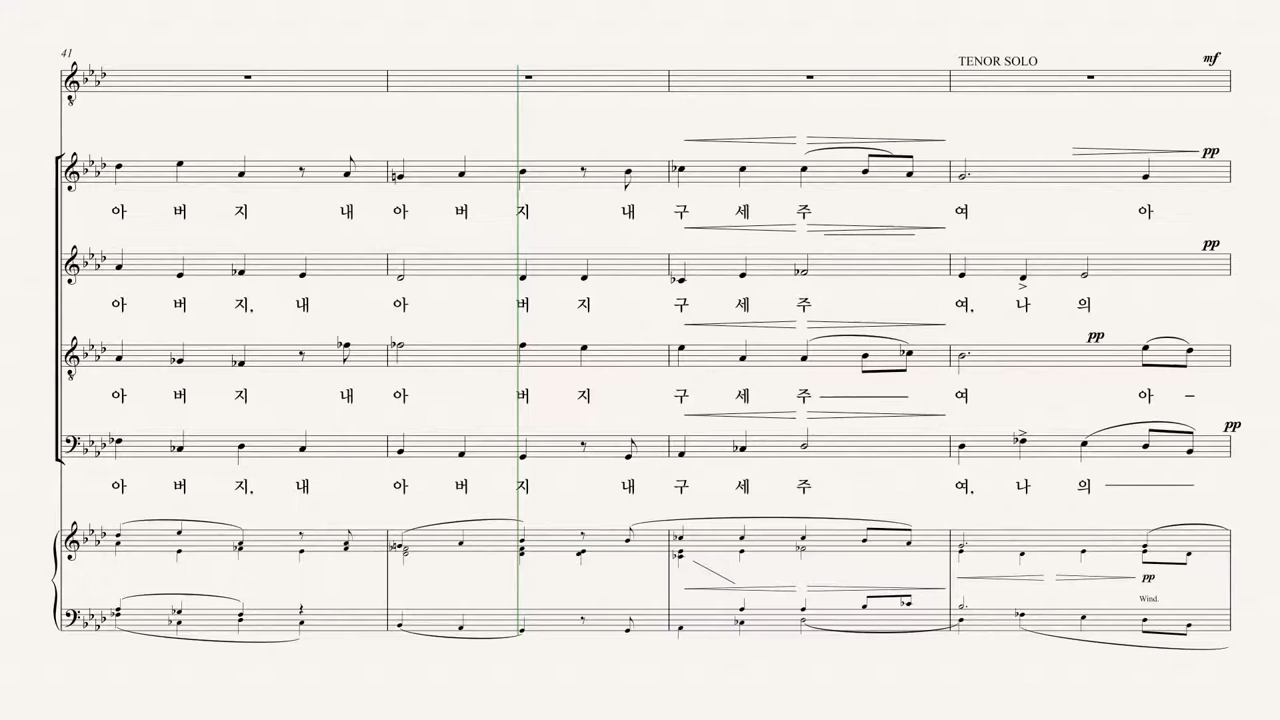 41
TENOR SOLO
mf
pp
아 버 지 내 아 버 지 내 구 세 주 여 아
pp
아 버 지, 내 아 버 지 구 세 주 여, 나 의
pp
아 버 지 내 아 버 지 구 세 주 여 아
pp
아 버 지, 내 아 버 지 내 구 세 주 여, 나 의
pp
Wind.